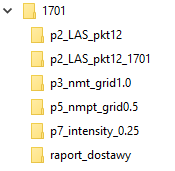 1701
p2_LAS_pkt12
p2_LAS_pkt12_1701
p3_nmt_grid1.0
p5_nmpt_grid0.5
p7_intensity_0.25
raport_dostawy